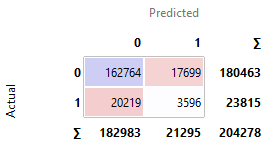 Predicted
0 1 Σ
0 162764 17699 180463
Actual
1 20219 3596 23815
Σ 182983 21295 204278